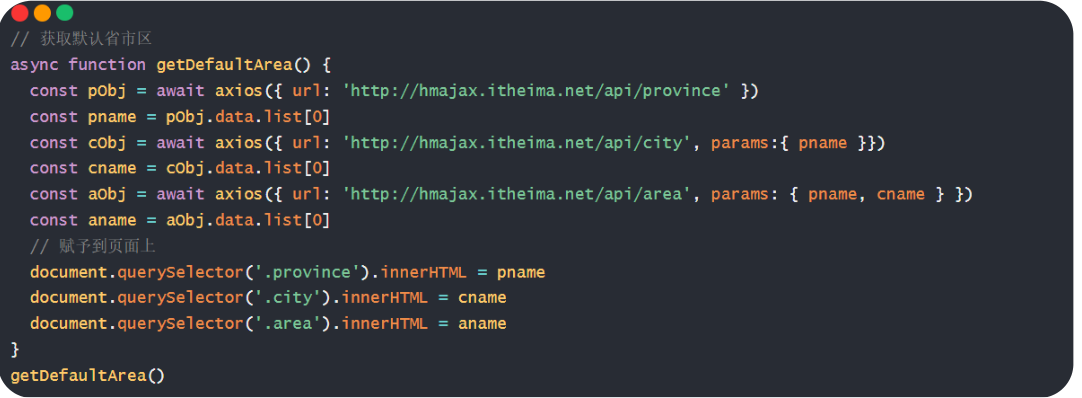 // 获取默认省市区
async function getDefaultArea() {
  const pObj = await axios({ url: 'http://hmajax.itheima.net/api/province' })
  const pname = pObj.data.list[0]
  const cObj = await axios({ url: 'http://hmajax.itheima.net/api/city', params:{ pname }})
  const cname = cObj.data.list[0]
  const aObj = await axios({ url: 'http://hmajax.itheima.net/api/area', params: { pname, cname } })
  const aname = aObj.data.list[0]
  // 赋予到页面上
  document.querySelector('.province').innerHTML = pname
  document.querySelector('.city').innerHTML = cname
  document.querySelector('.area').innerHTML = aname
}
getDefaultArea()